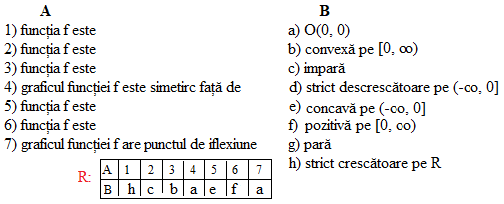 A B
1) funcția f este a) O(0, 0)
2) funcția f este b) convexă pe [0, ∞)
3) funcția f este c) impară
4) graficul funcției f este simetirc față de d) strict descrescătoare pe (-co, 0]
5) funcția f este e) concavă pe (-co, 0]
6) funcția f este f) pozitivă pe [0, co)
7) graficul funcției f are punctul de iflexiune g) pară
h) strict crescătoare pe R
R: A 1 2 3 4 5 6 7
B h c b a e f a